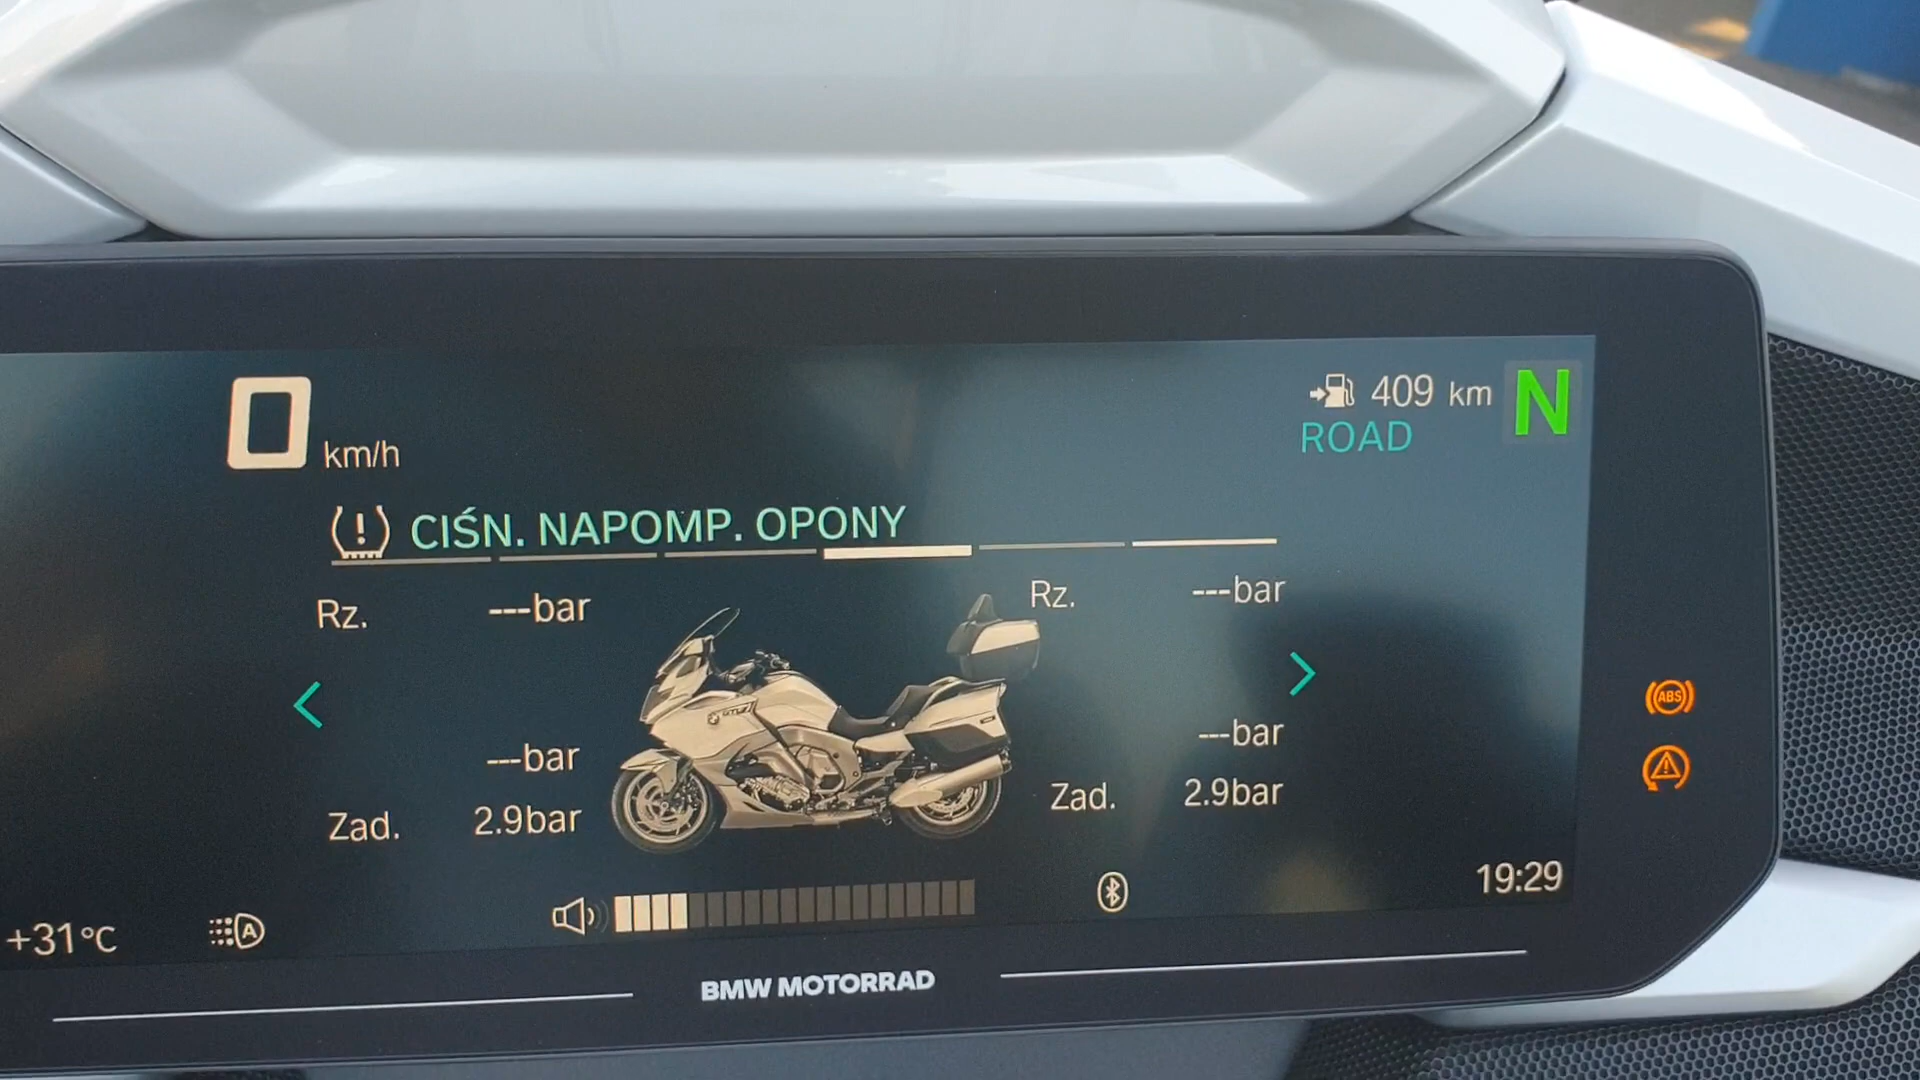 0 km/h
409 km N
ROAD
CIŚN. NAPOMP. OPONY
Rz. ---bar
Rz. ---bar
---bar
---bar
Zad. 2.9bar
Zad. 2.9bar
ABS
19:29
+31°C
A
BMW MOTORRAD